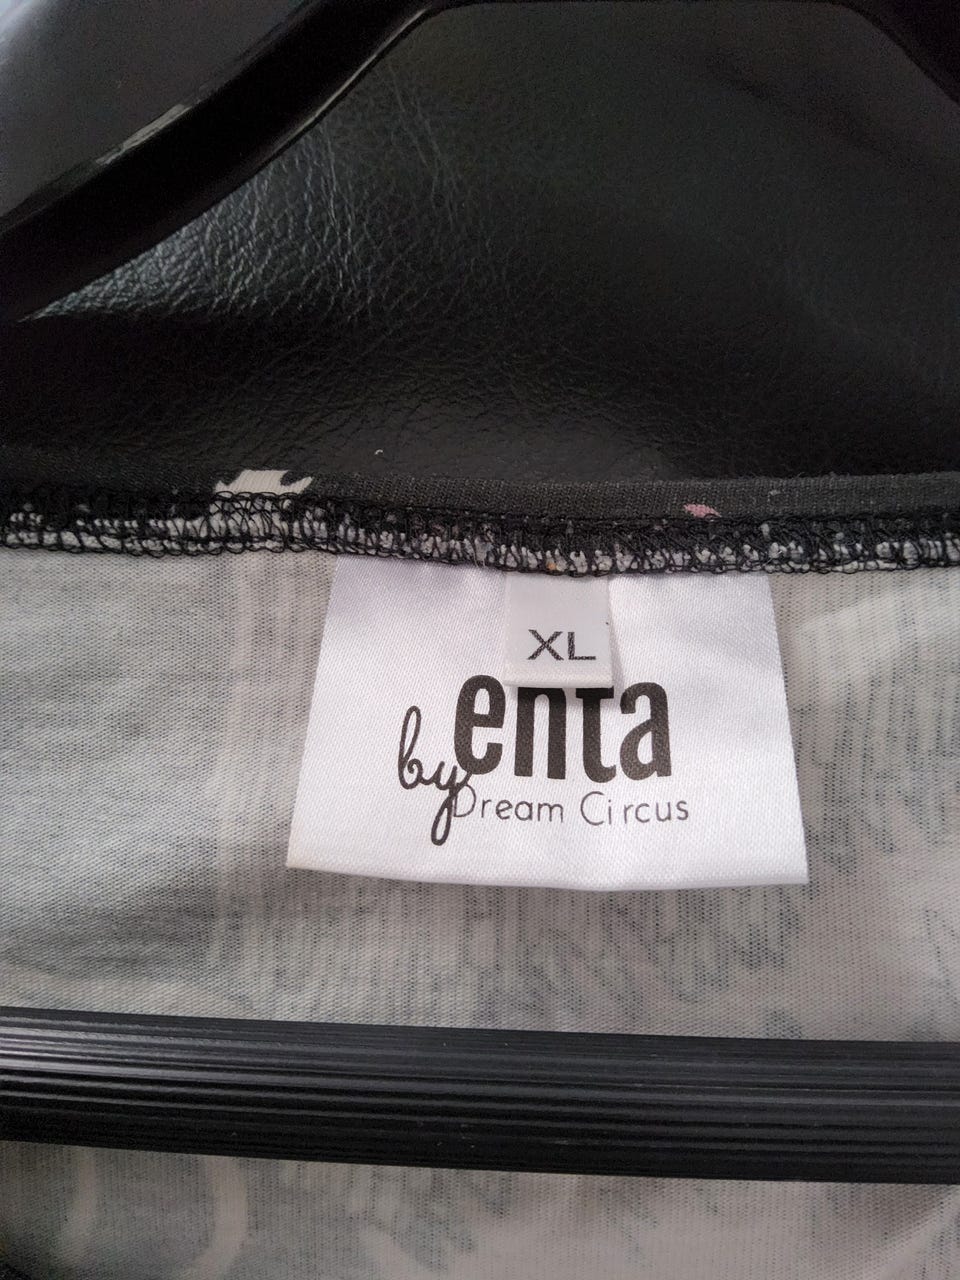 XL
enta
by
Dream Circus